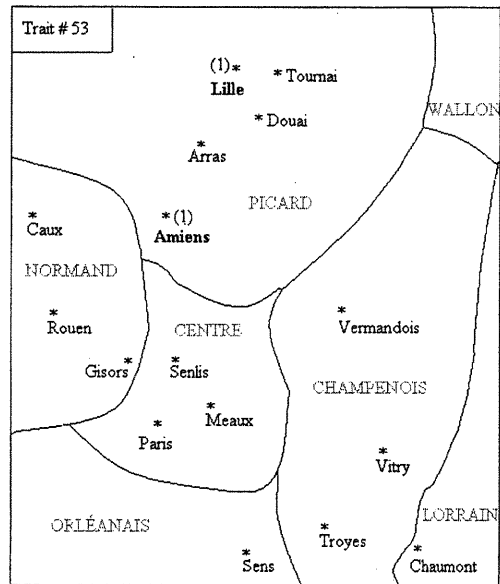 Trait # 53
(1) * * Tournai
Lille
WALLON
* Douai
*
Arras
* (1)
Amiens
PICARD
*
Caux
NORMAND
*
Rouen
CENTRE
*
Vermandois
*
Gisors
*
Senlis
CHAMPENOIS
*
Meaux
*
Paris
*
Vitry
ORLÉANAIS
LORRAIN
*
Sens
*
Troyes
*
Chaumont